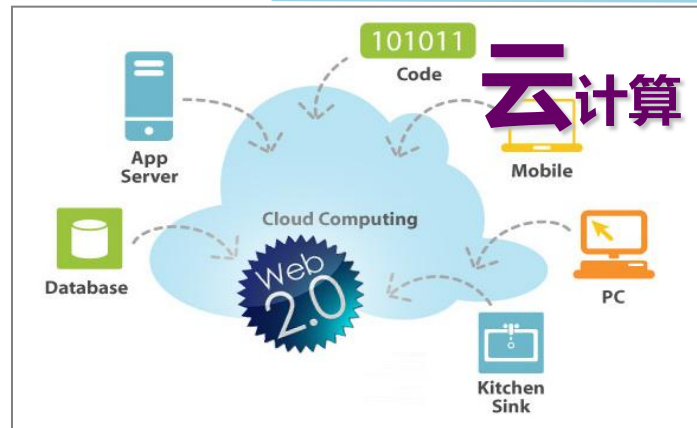 101011
Code
云计算
App
Server
Mobile
Cloud Computing
Database
Web
2.0
PC
Kitchen
Sink